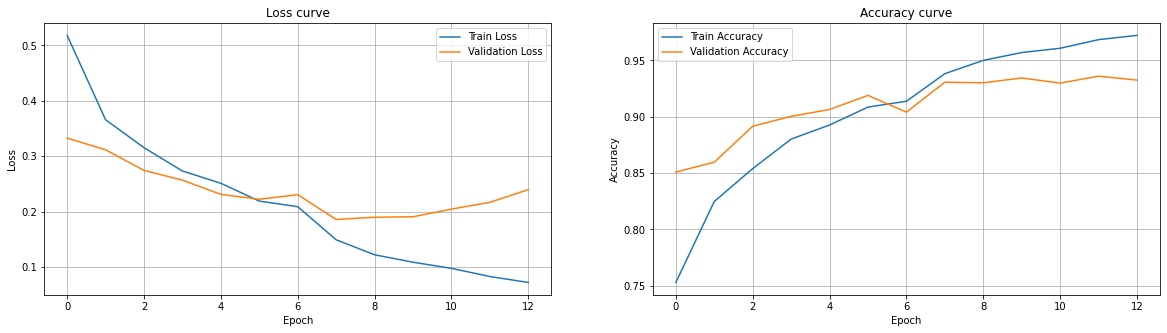 Loss curve
Train Loss
Validation Loss
0.5
0.4
0.3
0.2
0.1
Loss
0 2 4 6 8 10 12
Epoch
Accuracy curve
Train Accuracy
Validation Accuracy
0.95
0.90
0.85
0.80
0.75
Accuracy
0 2 4 6 8 10 12
Epoch